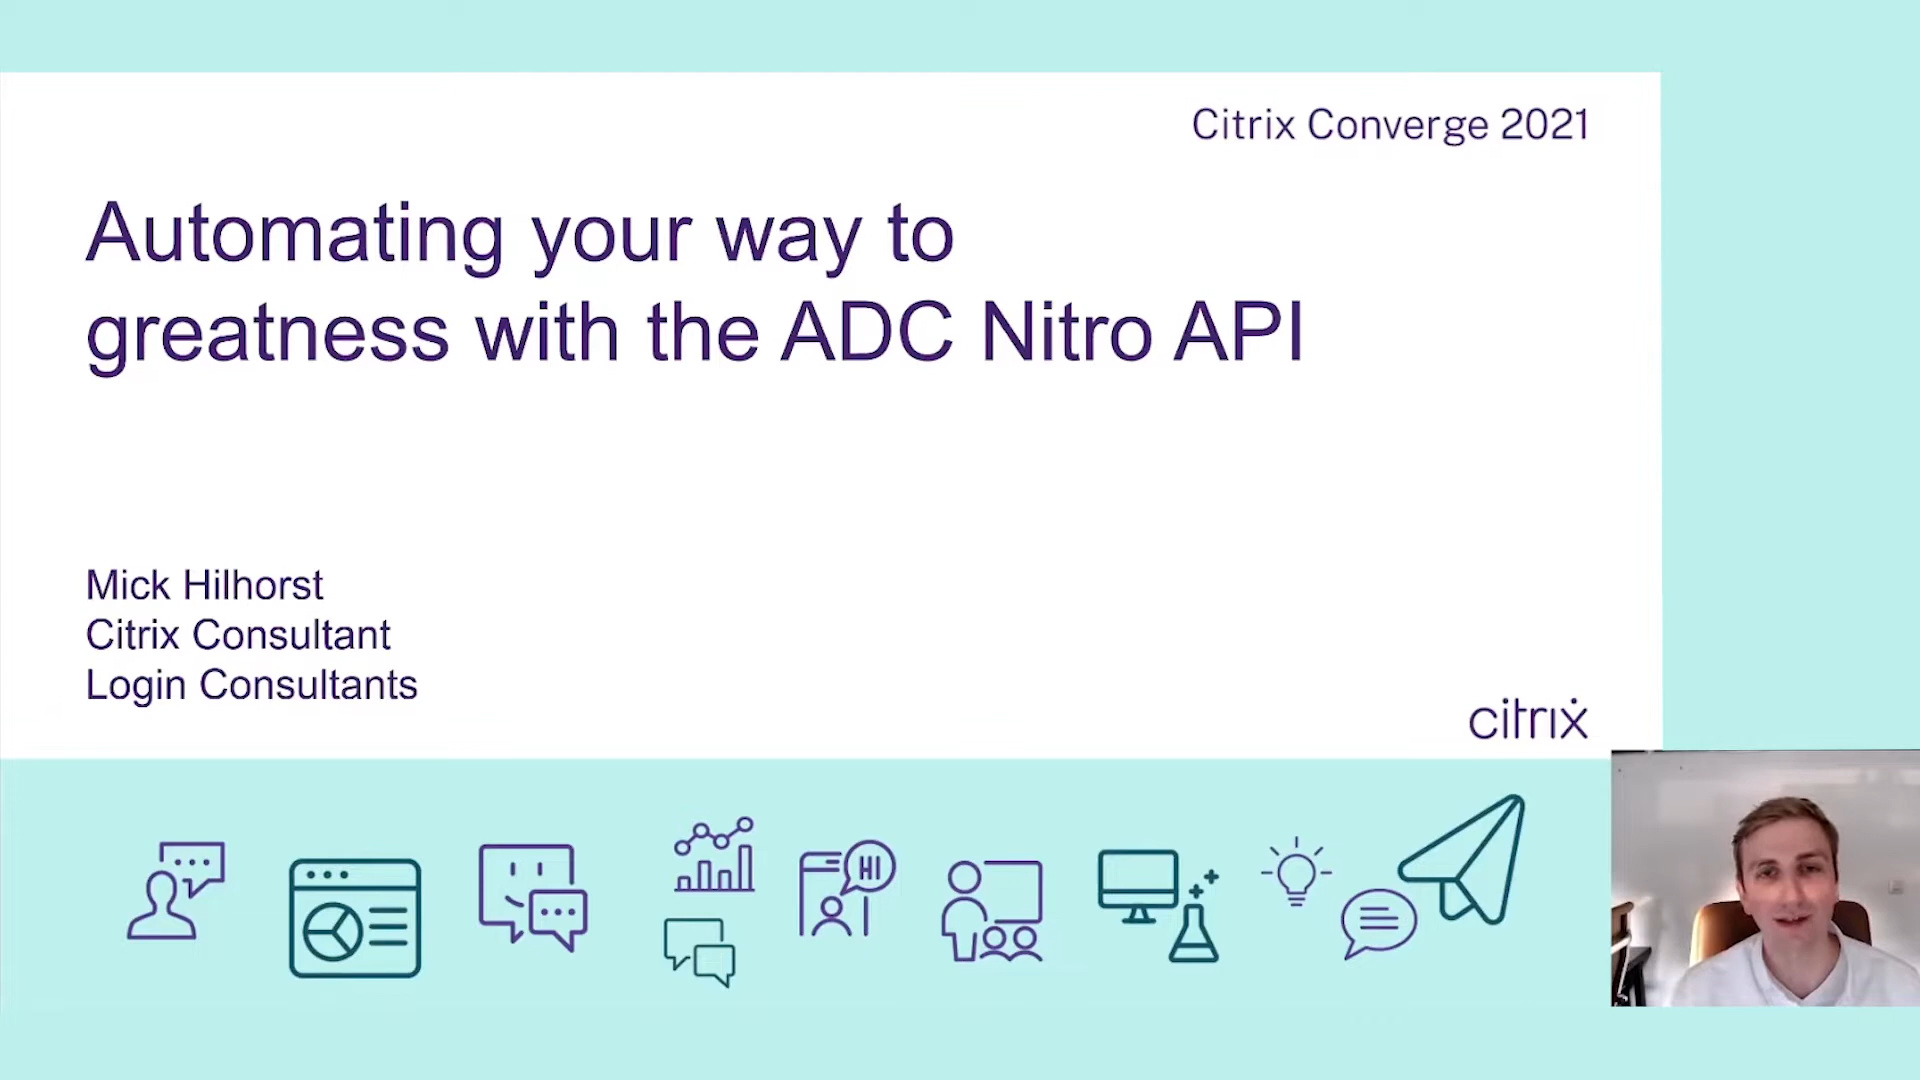 Citrix Converge 2021
Automating your way to
greatness with the ADC Nitro API
Mick Hilhorst
Citrix Consultant
Login Consultants
citrix
HI